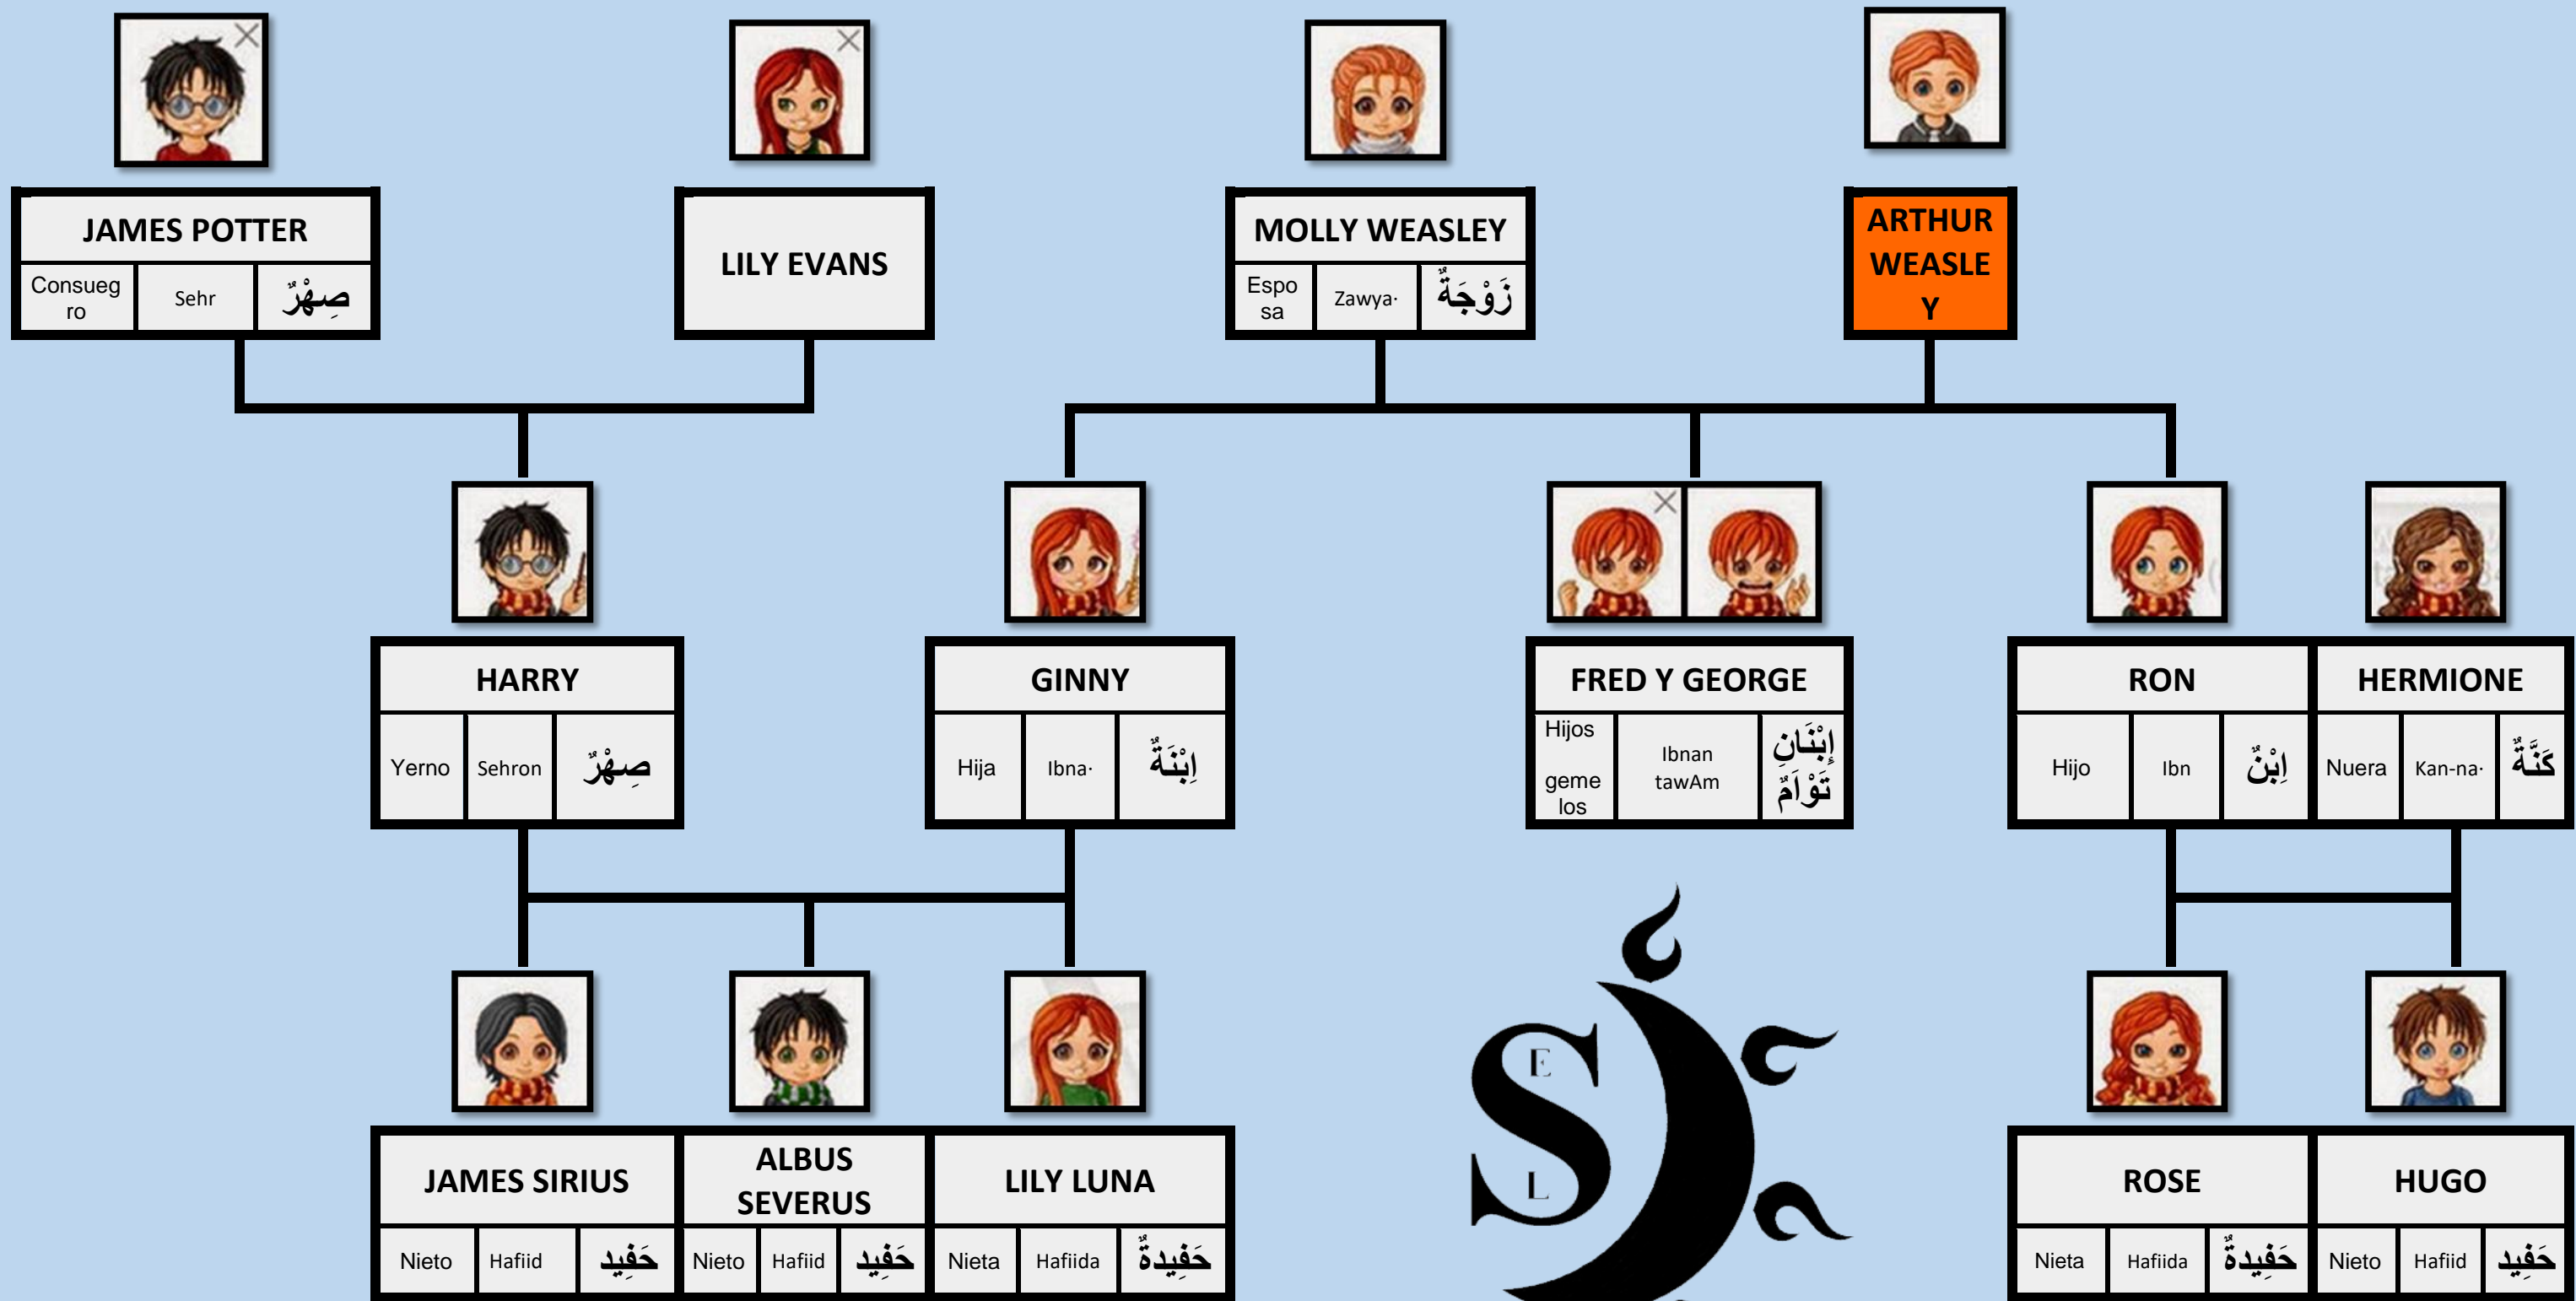 JAMES POTTER
Consueg
ro
Sehr
صِهْرٌ
LILY EVANS
MOLLY WEASLEY
Espo
sa
Zawya·
زَوْجَةٌ
ARTHUR
WEASLE
Y
HARRY
Yerno
Sehron
صِهْرٌ
GINNY
Hija
Ibna·
اِبْنَةٌ
FRED Y GEORGE
Hijos
geme
los
Ibnan
tawAm
إِبْنَانِ
تَوْاَمٌ
RON
Hijo
Ibn
اِبْنٌ
HERMIONE
Nuera
Kan-na·
كَنَّةٌ
JAMES SIRIUS
Nieto
Hafiid
حَفِيد
ALBUS
SEVERUS
Nieto
Hafiid
حَفِيد
LILY LUNA
Nieta
Hafiida
حَفِيدةٌ
ROSE
Nieta
Hafiida
حَفِيدةٌ
HUGO
Nieto
Hafiid
حَفِيد
S
E
L